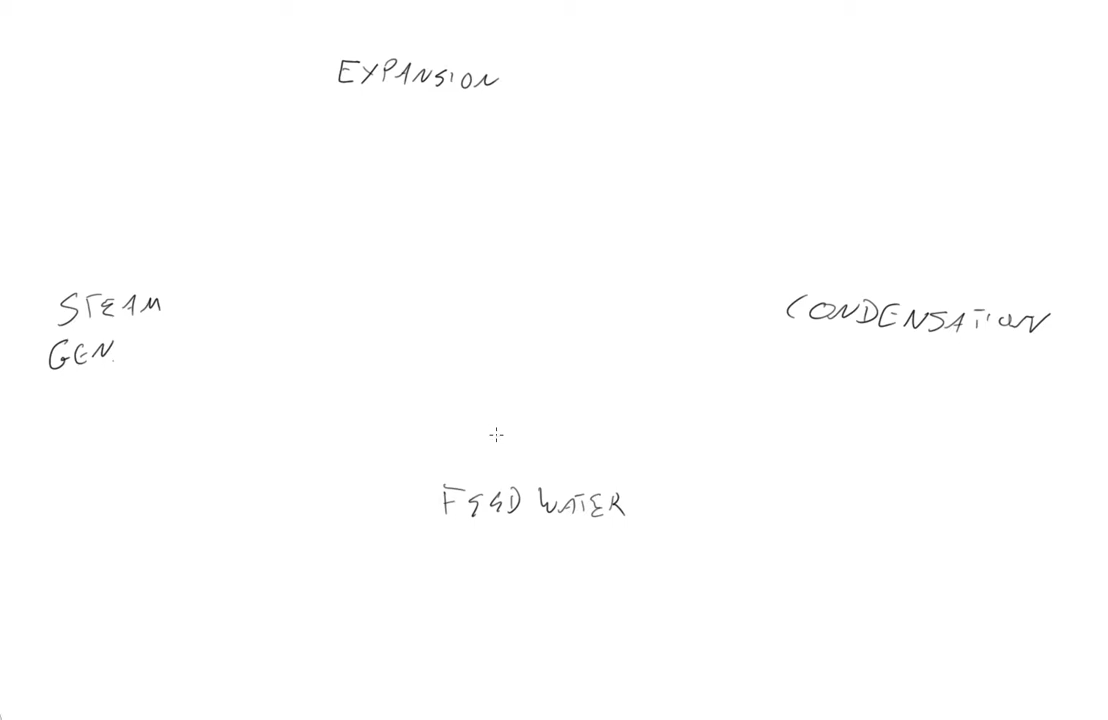 EXPANSION
STEAM
GEN.
CONDENSATION
FEED WATER